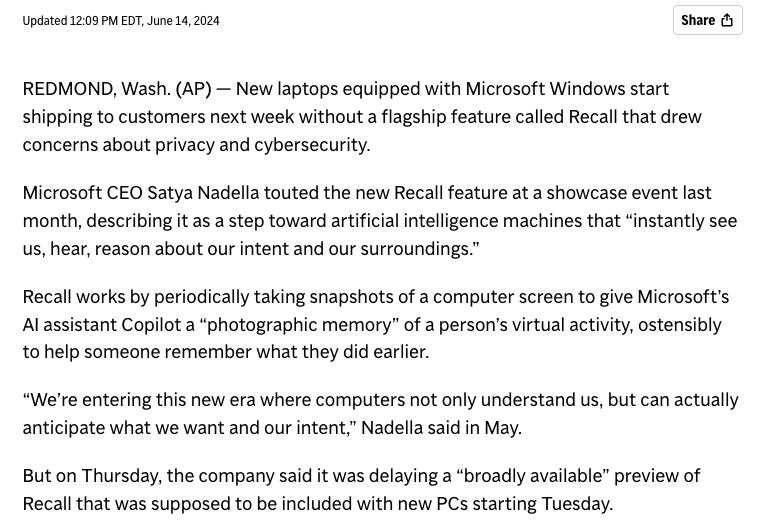 Updated 12:09 PM EDT, June 14, 2024
Share
REDMOND, Wash. (AP) — New laptops equipped with Microsoft Windows start
shipping to customers next week without a flagship feature called Recall that drew
concerns about privacy and cybersecurity.
Microsoft CEO Satya Nadella touted the new Recall feature at a showcase event last
month, describing it as a step toward artificial intelligence machines that “instantly see
us, hear, reason about our intent and our surroundings.”
Recall works by periodically taking snapshots of a computer screen to give Microsoft’s
AI assistant Copilot a “photographic memory” of a person’s virtual activity, ostensibly
to help someone remember what they did earlier.
“We’re entering this new era where computers not only understand us, but can actually
anticipate what we want and our intent,” Nadella said in May.
But on Thursday, the company said it was delaying a “broadly available” preview of
Recall that was supposed to be included with new PCs starting Tuesday.